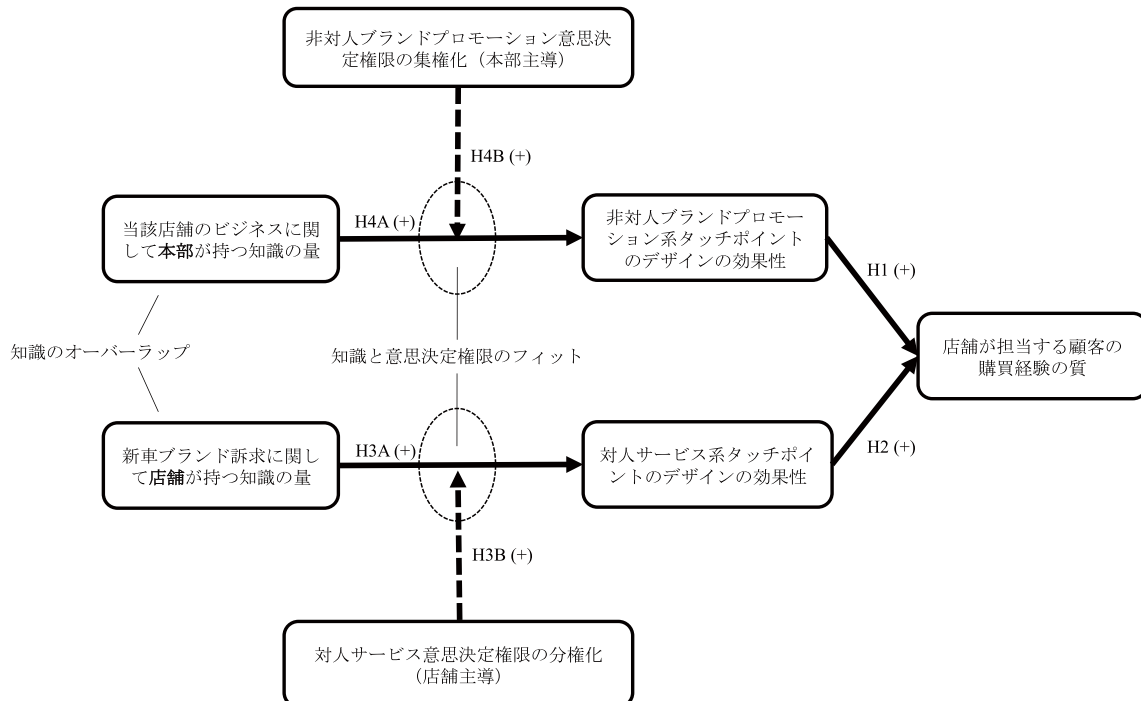 非対人ブランドプロモーション意思決
定権限の集権化（本部主導）
H4B (+)
当該店舗のビジネスに関
して本部が持つ知識の量
H4A (+)
非対人ブランドプロモー
ション系タッチポイント
のデザインの効果性
H1 (+)
知識のオーバーラップ
知識と意思決定権限のフィット
店舗が担当する顧客の
購買経験の質
新車ブランド訴求に関し
て店舗が持つ知識の量
H3A (+)
対人サービス系タッチポイ
ントのデザインの効果性
H2 (+)
H3B (+)
対人サービス意思決定権限の分権化
（店舗主導）